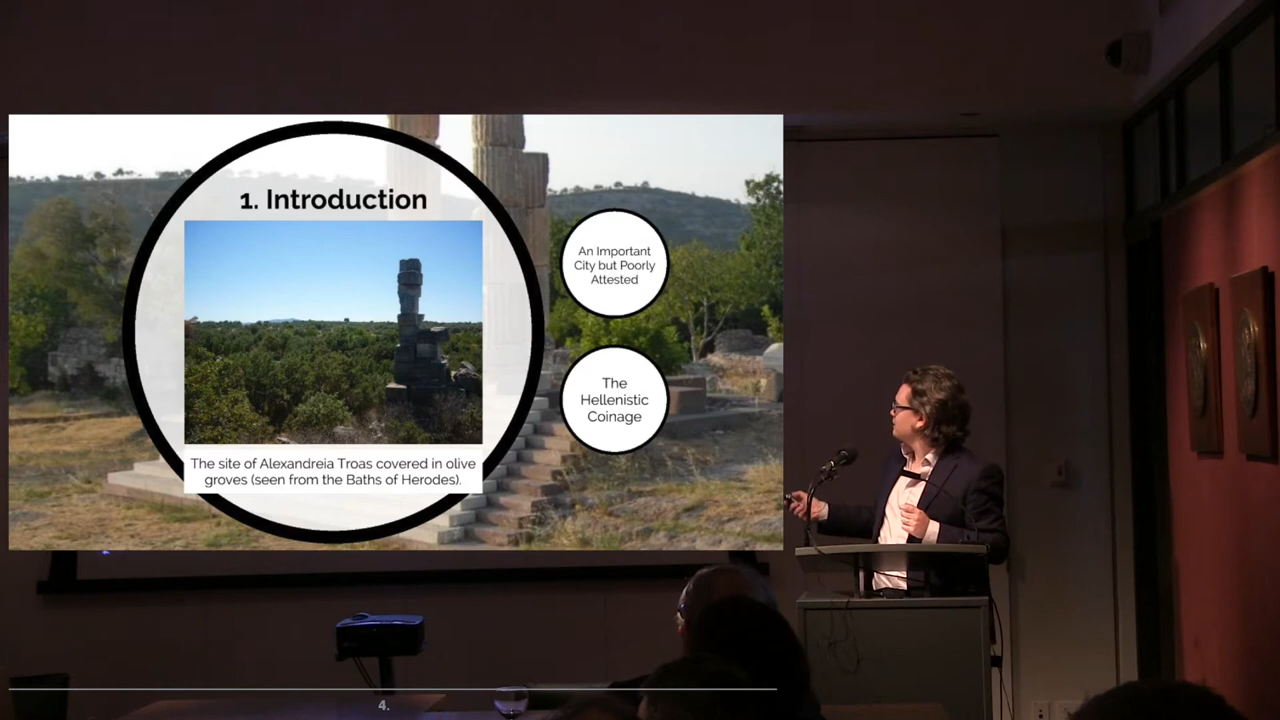 1. Introduction
The site of Alexandreia Troas covered in olive
groves (seen from the Baths of Herodes).
An Important
City but Poorly
Attested
The
Hellenistic
Coinage
4.